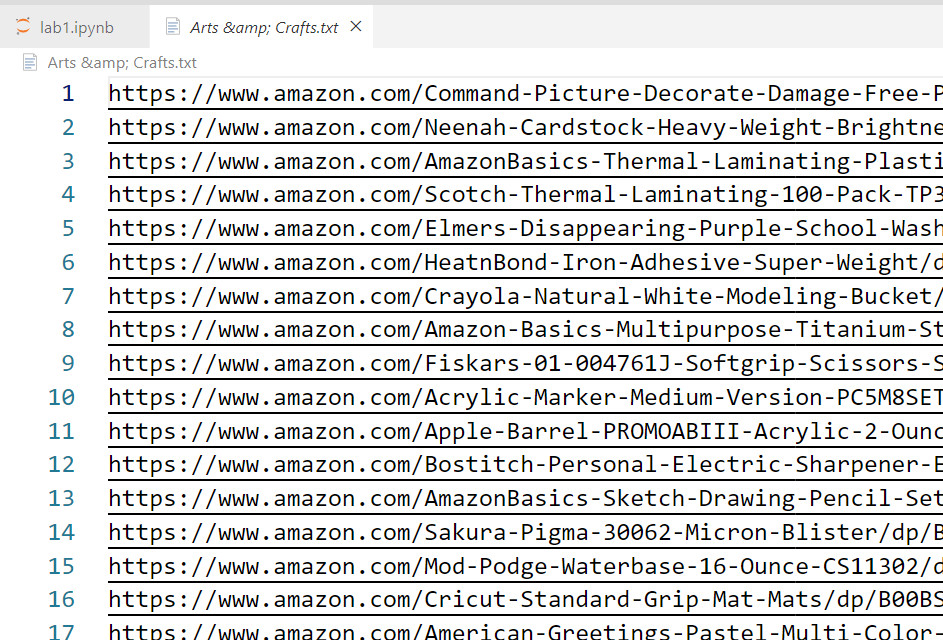 lab1.ipynb
Arts &amp; Crafts.txt
Arts &amp; Crafts.txt
1 https://www.amazon.com/Command-Picture-Decorate-Damage-Free-P
2 https://www.amazon.com/Neenah-Cardstock-Heavy-Weight-Brightne
3 https://www.amazon.com/AmazonBasics-Thermal-Laminating-Plasti
4 https://www.amazon.com/Scotch-Thermal-Laminating-100-Pack-TP3
5 https://www.amazon.com/Elmers-Disappearing-Purple-School-Wash
6 https://www.amazon.com/HeatnBond-Iron-Adhesive-Super-Weight/d
7 https://www.amazon.com/Crayola-Natural-White-Modeling-Bucket/
8 https://www.amazon.com/Amazon-Basics-Multipurpose-Titanium-St
9 https://www.amazon.com/Fiskars-01-004761J-Softgrip-Scissors-S
10 https://www.amazon.com/Acrylic-Marker-Medium-Version-PC5M8SET
11 https://www.amazon.com/Apple-Barrel-PROMOABIII-Acrylic-2-Ounc
12 https://www.amazon.com/Bostitch-Personal-Electric-Sharpener-E
13 https://www.amazon.com/AmazonBasics-Sketch-Drawing-Pencil-Set
14 https://www.amazon.com/Sakura-Pigma-30062-Micron-Blister/dp/B
15 https://www.amazon.com/Mod-Podge-Waterbase-16-Ounce-CS11302/d
16 https://www.amazon.com/Cricut-Standard-Grip-Mat-Mats/dp/B00BS
17 https://www.amazon.com/American-Greetings-Pastel-Multi-Color-